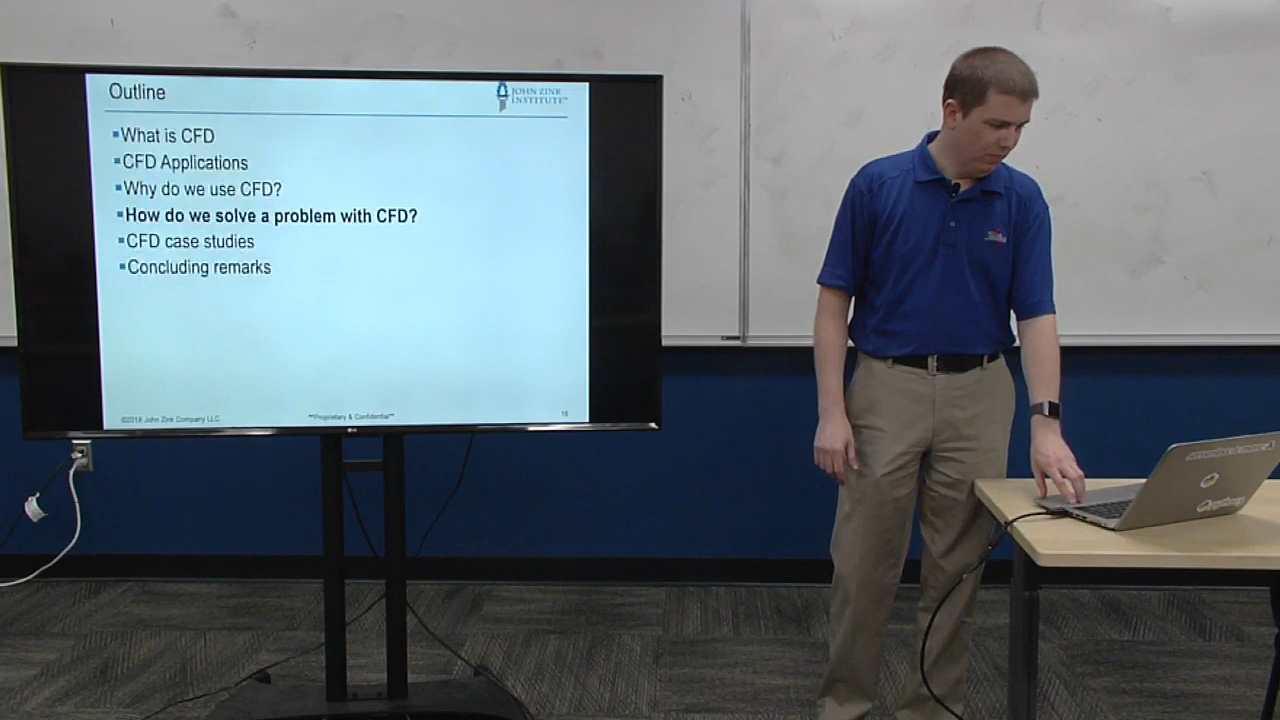 Outline
JOHN ZINK
INSTITUTE
What is CFD
CFD Applications
Why do we use CFD?
How do we solve a problem with CFD?
CFD case studies
Concluding remarks
©2018 John Zink Company LLC
**Proprietary & Confidential**
LG